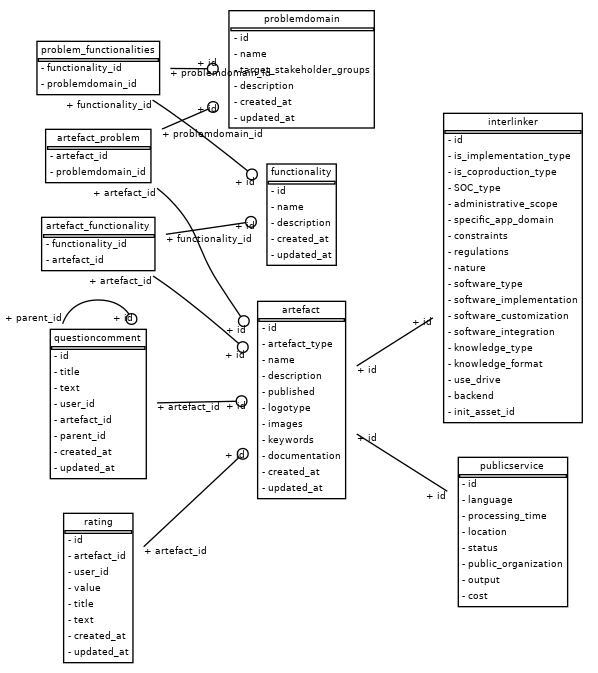 problemdomain
- id
- name
- target_stakeholder_groups
- description
- created_at
- updated_at
problem_functionalities
- functionality_id
- problemdomain_id
+ id
+ problemdomain_id
+ functionality_id
+ id
+ problemdomain_id
artefact_problem
- artefact_id
- problemdomain_id
+ artefact_id
+ id
functionality
- id
- name
- description
- created_at
- updated_at
artefact_functionality
- functionality_id
- artefact_id
+ id
+ functionality_id
+ artefact_id
interlinker
- id
- is_implementation_type
- is_coproduction_type
- SOC_type
- administrative_scope
- specific_app_domain
- constraints
- regulations
- nature
- software_type
- software_implementation
- software_customization
- software_integration
- knowledge_type
- knowledge_format
- use_drive
- backend
- init_asset_id
+ parent_id
+ id
questioncomment
- id
- title
- text
- user_id
- artefact_id
- parent_id
- created_at
- updated_at
+ id
+ id
+ artefact_id
+ id
+ id
artefact
- id
- artefact_type
- name
- description
- published
- logotype
- images
- keywords
- documentation
- created_at
- updated_at
+ id
+ id
+ id
+ id
publicservice
- id
- language
- processing_time
- location
- status
- public_organization
- output
- cost
rating
- id
- artefact_id
- user_id
- value
- title
- text
- created_at
- updated_at
+ artefact_id